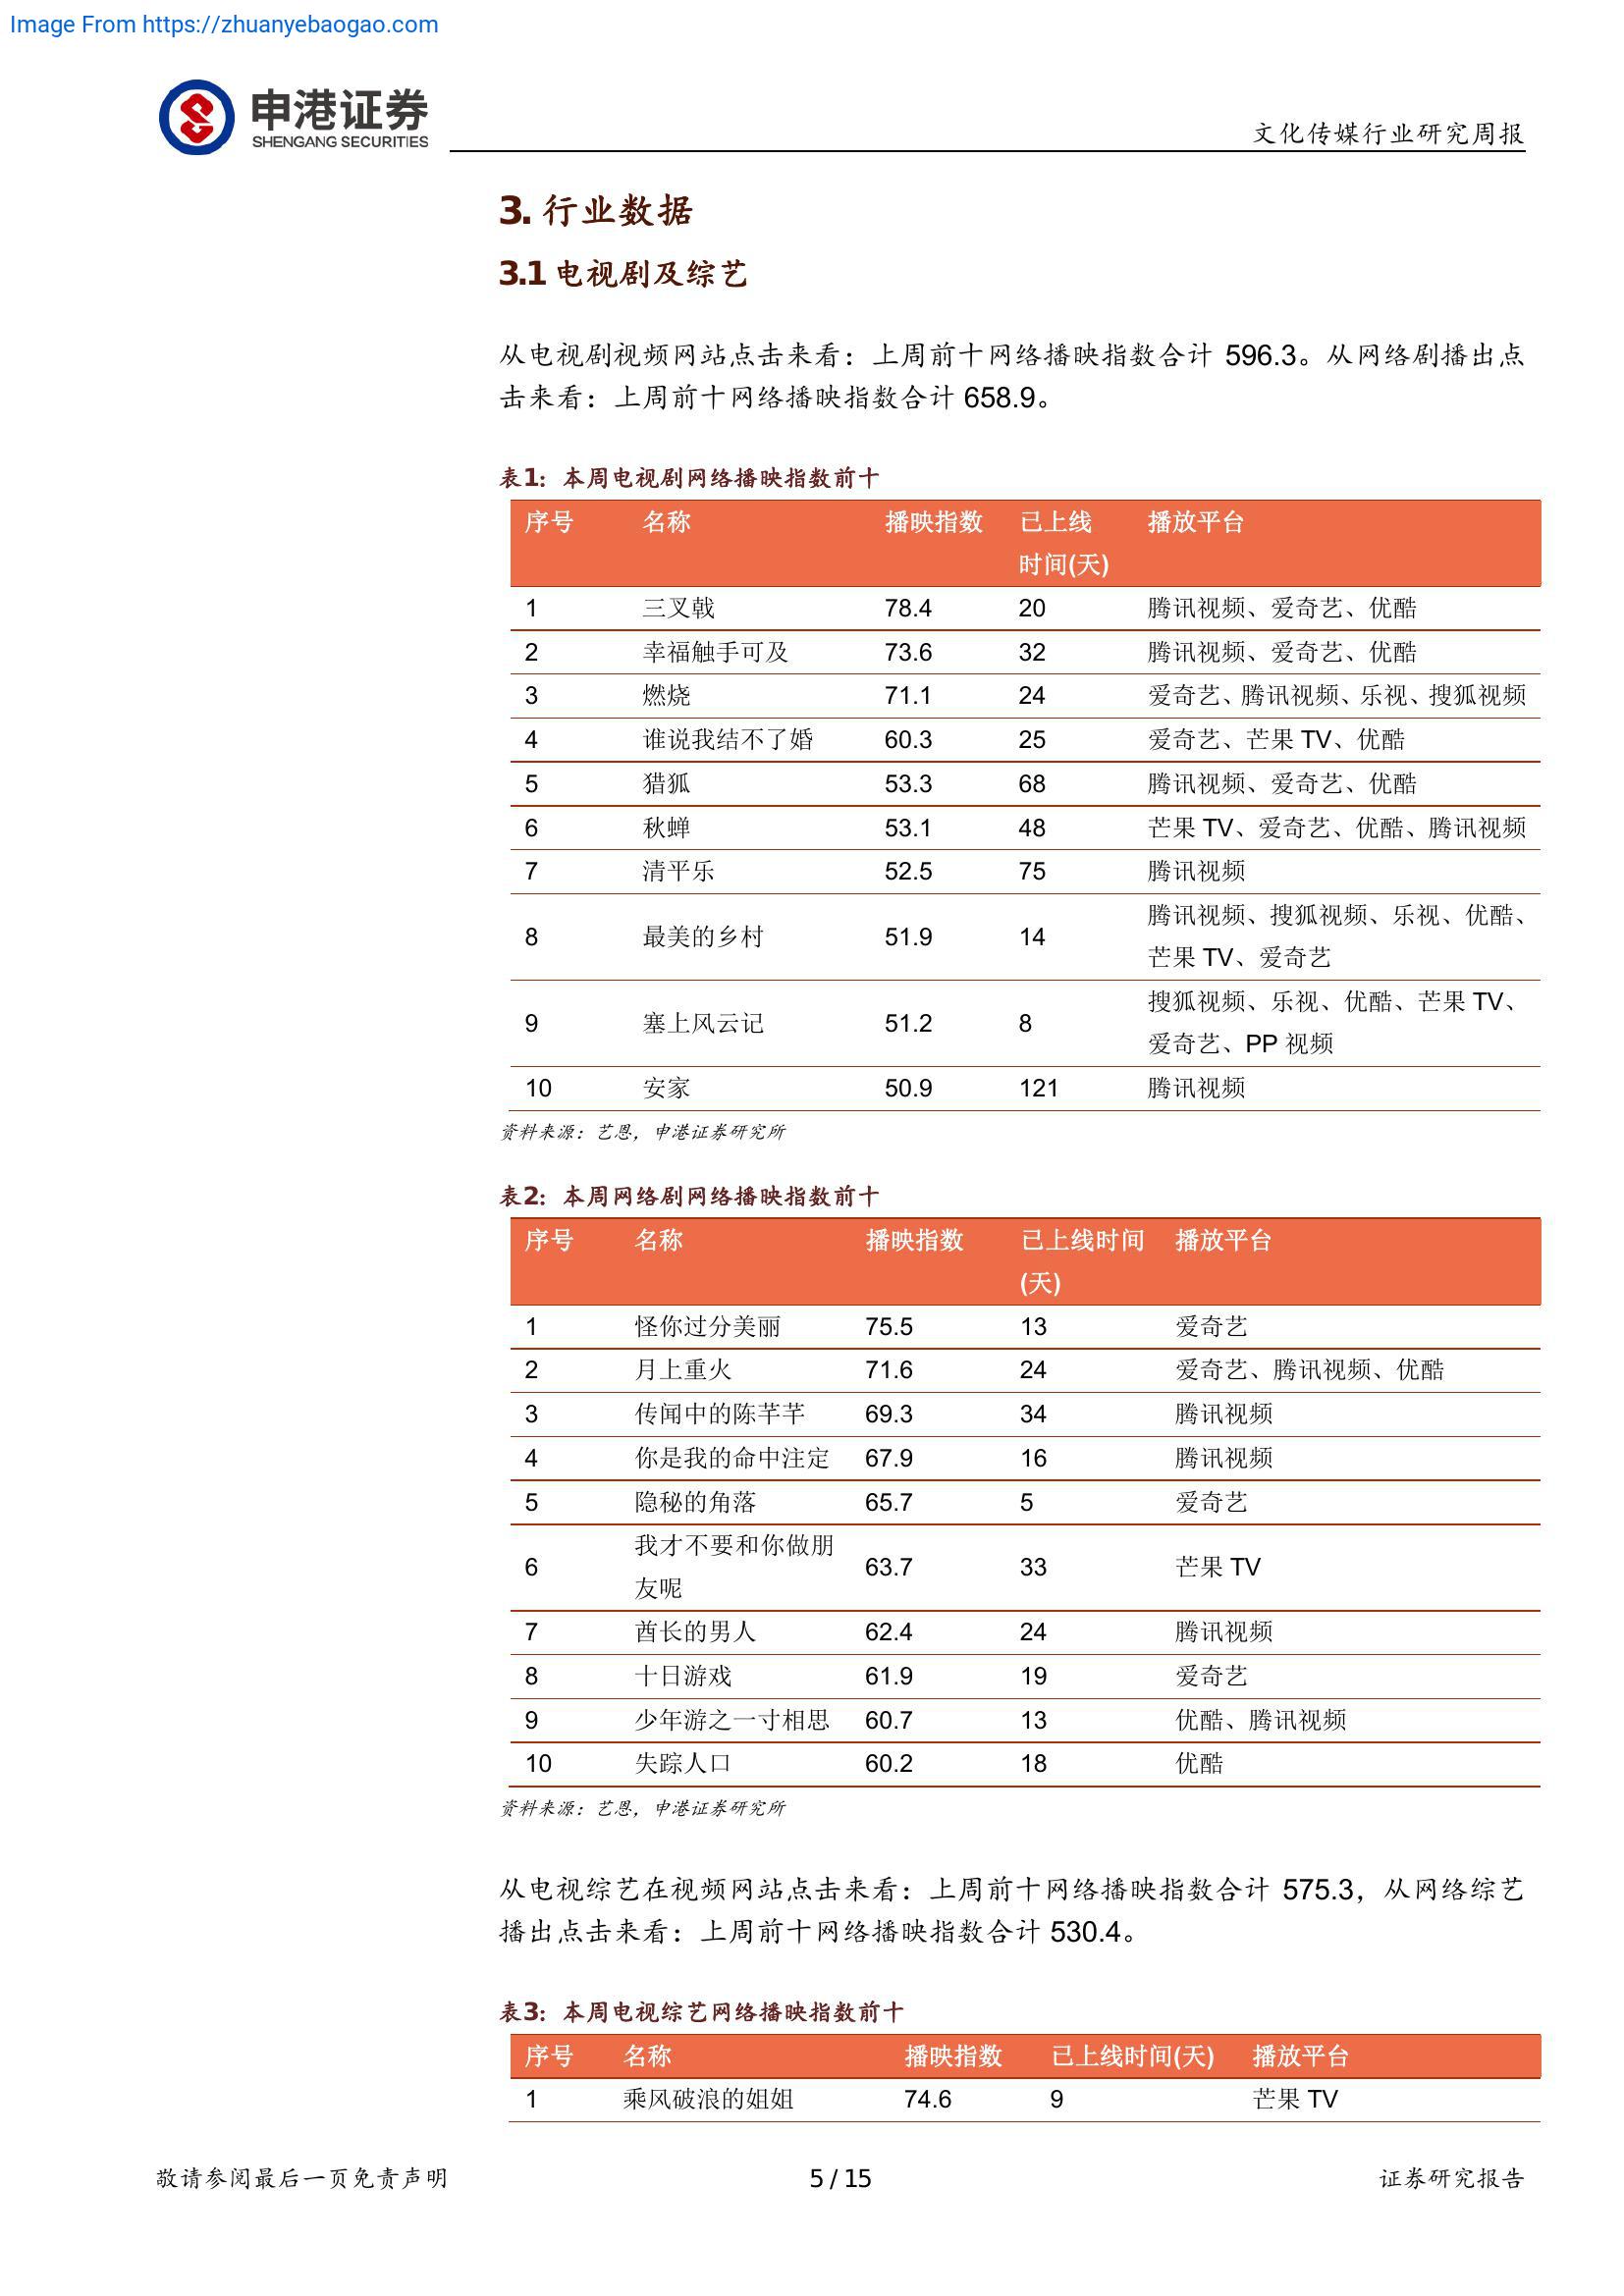 Image From https://zhuanyebaogao.com
申港证券
SHENGANG SECURITIES
文化传媒行业研究周报
3. 行业数据
3.1 电视剧及综艺
从电视剧视频网站点击来看：上周前十网络播映指数合计 596.3。从网络剧播出点
击来看：上周前十网络播映指数合计 658.9。
表1：本周电视剧网络播映指数前十
序号 名称 播映指数 已上线 播放平台
时间(天)
1 三叉戟 78.4 20 腾讯视频、爱奇艺、优酷
2 幸福触手可及 73.6 32 腾讯视频、爱奇艺、优酷
3 燃烧 71.1 24 爱奇艺、腾讯视频、乐视、搜狐视频
4 谁说我结不了婚 60.3 25 爱奇艺、芒果 TV、优酷
5 猎狐 53.3 68 腾讯视频、爱奇艺、优酷
6 秋蝉 53.1 48 芒果 TV、爱奇艺、优酷、腾讯视频
7 清平乐 52.5 75 腾讯视频
腾讯视频、搜狐视频、乐视、优酷、
8 最美的乡村 51.9 14
芒果 TV、爱奇艺
搜狐视频、乐视、优酷、芒果 TV、
9 塞上风云记 51.2 8
爱奇艺、PP 视频
10 安家 50.9 121 腾讯视频
资料来源：艺恩，申港证券研究所
表2：本周网络剧网络播映指数前十
序号 名称 播映指数 已上线时间 播放平台
(天)
1 怪你过分美丽 75.5 13 爱奇艺
2 月上重火 71.6 24 爱奇艺、腾讯视频、优酷
3 传闻中的陈芊芊 69.3 34 腾讯视频
4 你是我的命中注定 67.9 16 腾讯视频
5 隐秘的角落 65.7 5 爱奇艺
我才不要和你做朋
6 63.7 33 芒果 TV
友呢
7 酋长的男人 62.4 24 腾讯视频
8 十日游戏 61.9 19 爱奇艺
9 少年游之一寸相思 60.7 13 优酷、腾讯视频
10 失踪人口 60.2 18 优酷
资料来源：艺恩，申港证券研究所
从电视综艺在视频网站点击来看：上周前十网络播映指数合计 575.3，从网络综艺
播出点击来看：上周前十网络播映指数合计 530.4。
表3：本周电视综艺网络播映指数前十
序号 名称 播映指数 已上线时间(天) 播放平台
1 乘风破浪的姐姐 74.6 9 芒果 TV
敬请参阅最后一页免责声明 5 / 15 证券研究报告